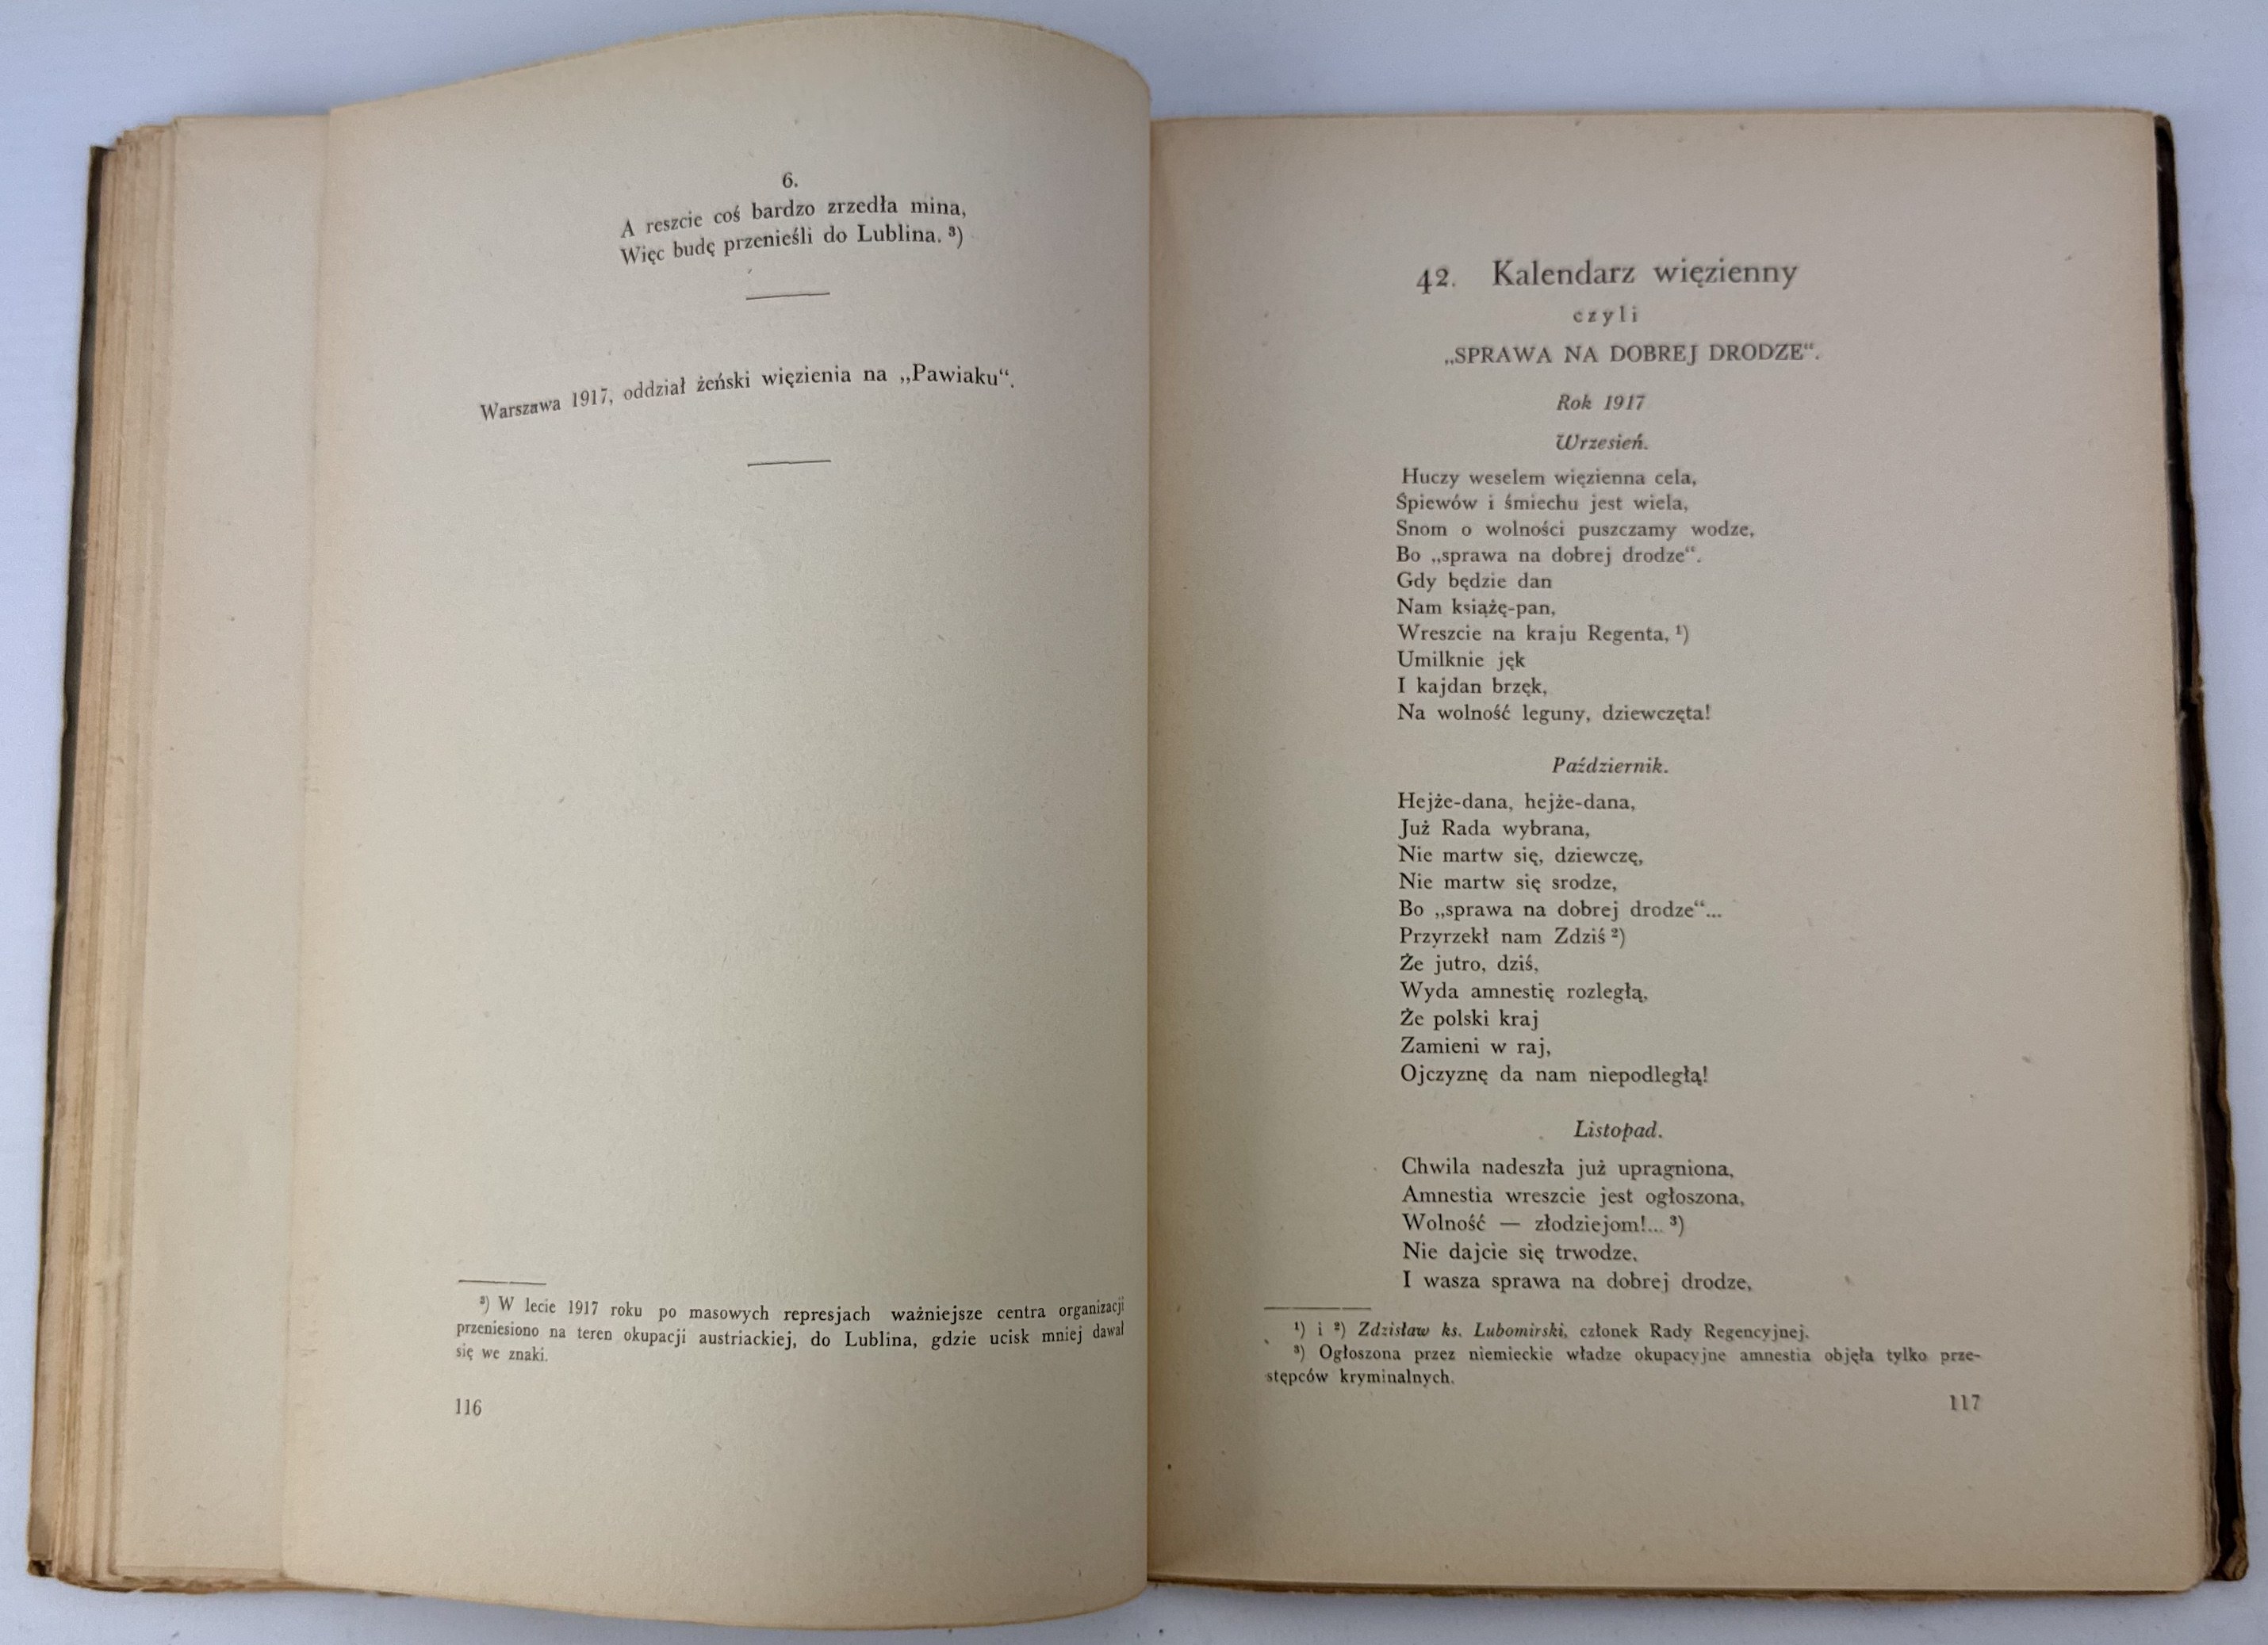 6.
A reszcie coś bardzo zrzedła mina,
Więc budę przenieśli do Lublina. ³)
Warszawa 1917, oddział żeński więzienia na „Pawiaku“.
³) W lecie 1917 roku po masowych represjach ważniejsze centra organizacji
przeniesiono na teren okupacji austriackiej, do Lublina, gdzie ucisk mniej dawał
się we znaki.
116
42. Kalendarz więzienny
czyli
„SPRAWA NA DOBREJ DRODZE“.
Rok 1917
Wrzesień.
Huczy weselem więzienna cela,
Śpiewów i śmiechu jest wiela,
Snom o wolności puszczamy wodze,
Bo „sprawa na dobrej drodze“.
Gdy będzie dan
Nam książę-pan,
Wreszcie na kraju Regenta, ¹)
Umilknie jęk
I kajdan brzęk,
Na wolność leguny, dziewczęta!
Październik.
Hejże-dana, hejże-dana,
Już Rada wybrana,
Nie martw się, dziewczę,
Nie martw się srodze,
Bo „sprawa na dobrej drodze“...
Przyrzekł nam Zdziś ²)
Że jutro, dziś,
Wyda amnestię rozległą,
Że polski kraj
Zamieni w raj,
Ojczyznę da nam niepodległą!
Listopad.
Chwila nadeszła już upragniona,
Amnestia wreszcie jest ogłoszona,
Wolność — złodziejom!... ³)
Nie dajcie się trwodze,
I wasza sprawa na dobrej drodze,
¹) i ²) Zdzisław ks. Lubomirski, członek Rady Regencyjnej.
³) Ogłoszona przez niemieckie władze okupacyjne amnestia objęła tylko prze-
stępców kryminalnych.
117